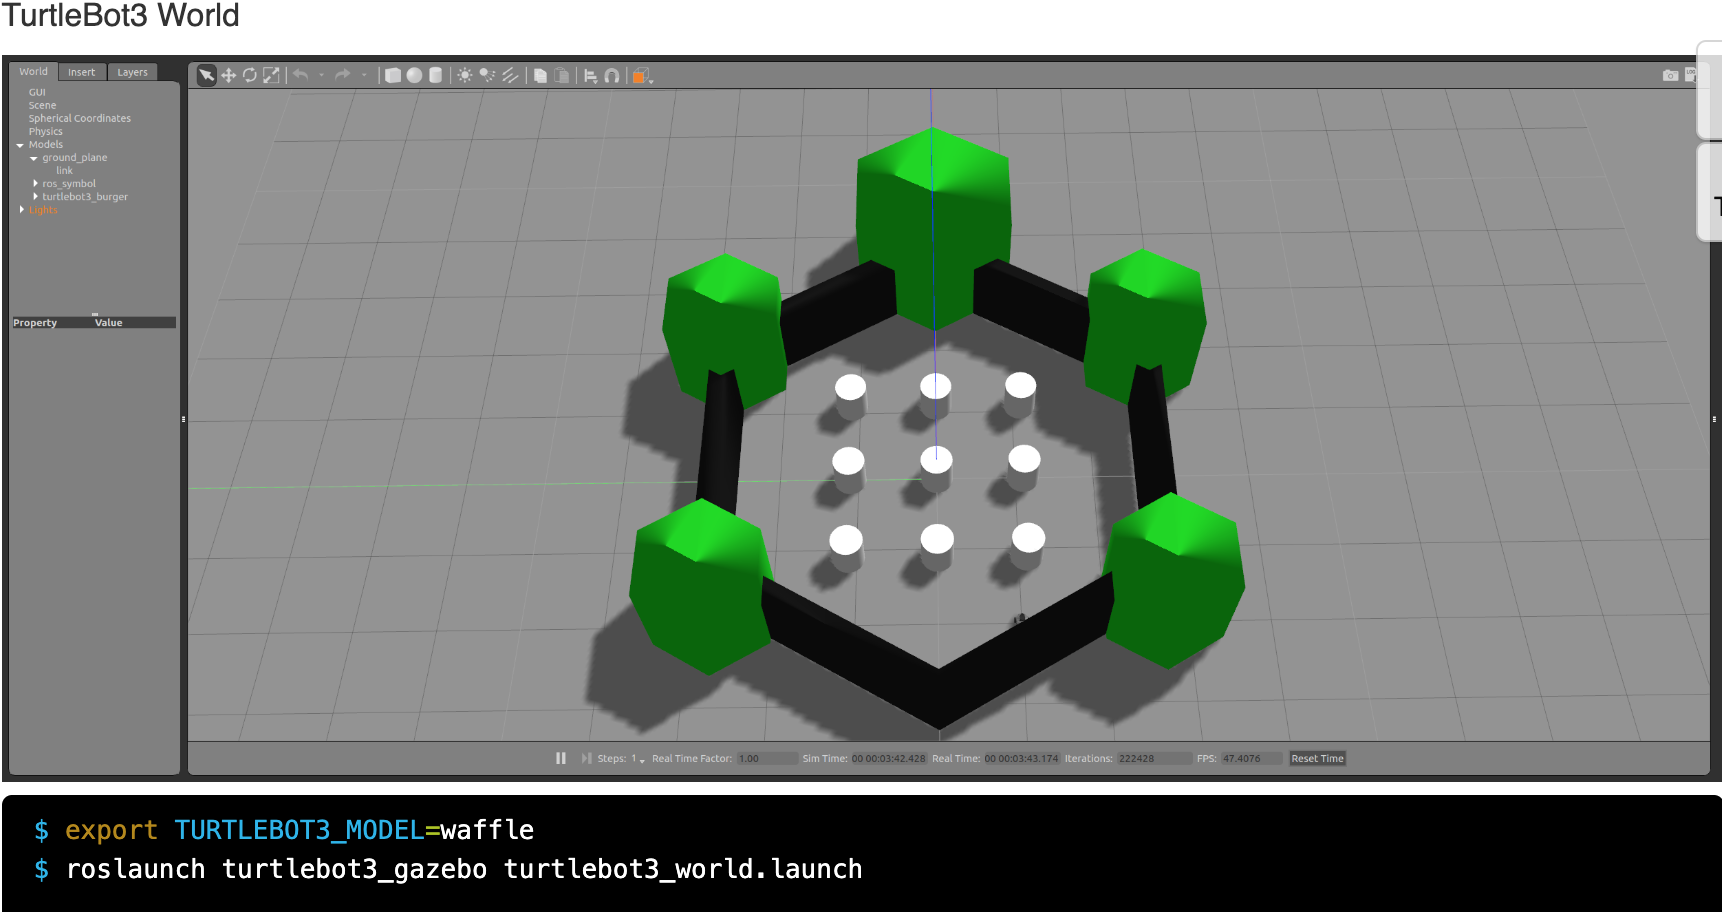 TurtleBot3 World
World Insert Layers
GUI
Scene
Spherical Coordinates
Physics
Models
ground_plane
link
ros_symbol
turtlebot3_burger
Lights
Property Value
Steps: 1 Real Time Factor: 1.00 Sim Time: 00 00:03:42.428 Real Time: 00 00:03:43.174 Iterations: 222428 FPS: 47.4076 Reset Time
$ export TURTLEBOT3_MODEL=waffle
$ roslaunch turtlebot3_gazebo turtlebot3_world.launch